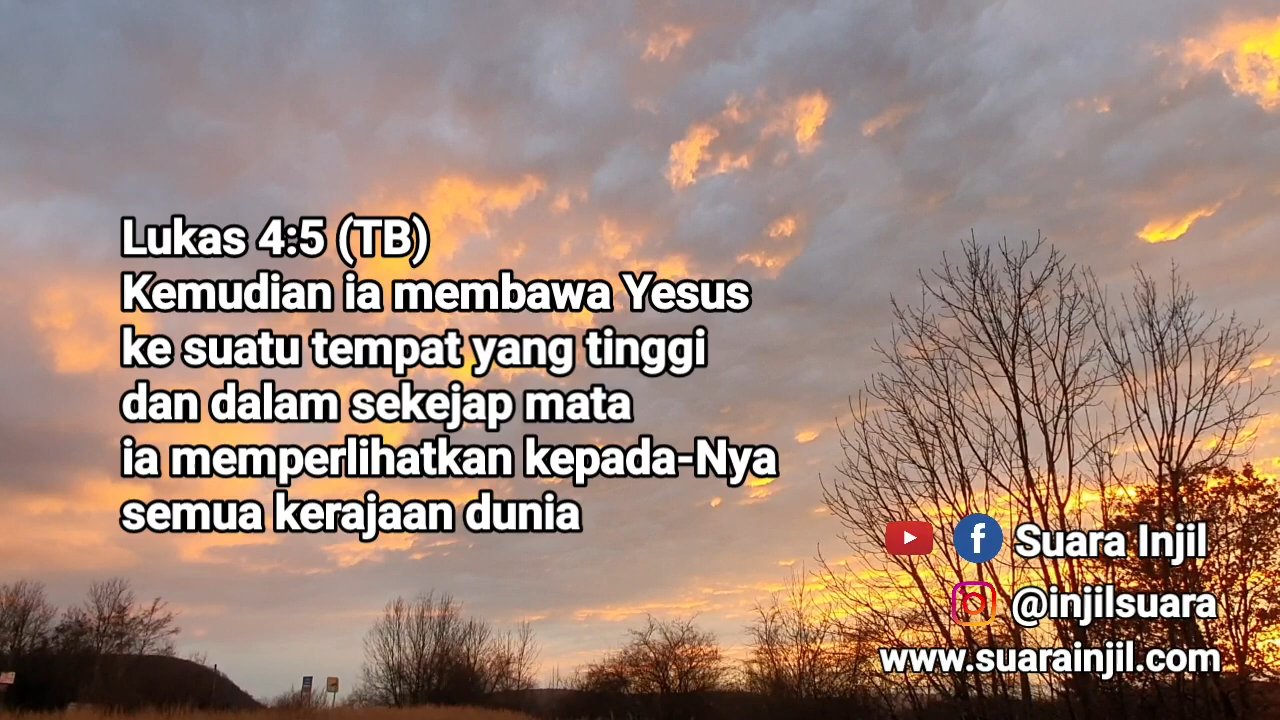 Lukas 4:5 (TB)
Kemudian ia membawa Yesus
ke suatu tempat yang tinggi
dan dalam sekejap mata
ia memperlihatkan kepada-Nya
semua kerajaan dunia
f Suara Injil
@injilsuara
www.suarainjil.com